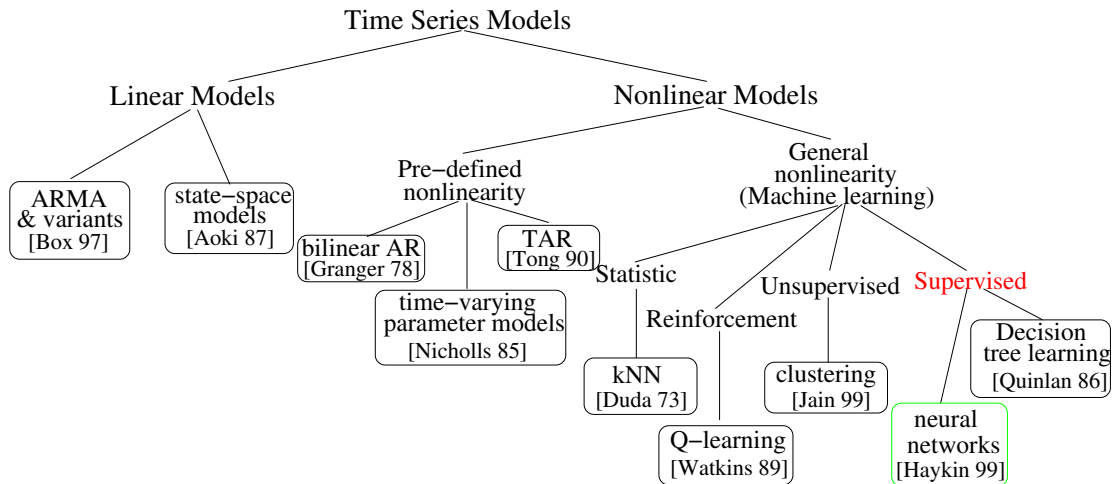 Time Series Models
Linear Models
Nonlinear Models
ARMA
& variants
[Box 97]
state−space
models
[Aoki 87]
Pre−defined
nonlinearity
General
nonlinearity
(Machine learning)
bilinear AR
[Granger 78]
time−varying
parameter models
[Nicholls 85]
TAR
[Tong 90]
Statistic
Reinforcement
Unsupervised
Supervised
kNN
[Duda 73]
Q−learning
[Watkins 89]
clustering
[Jain 99]
neural
networks
[Haykin 99]
Decision
tree learning
[Quinlan 86]